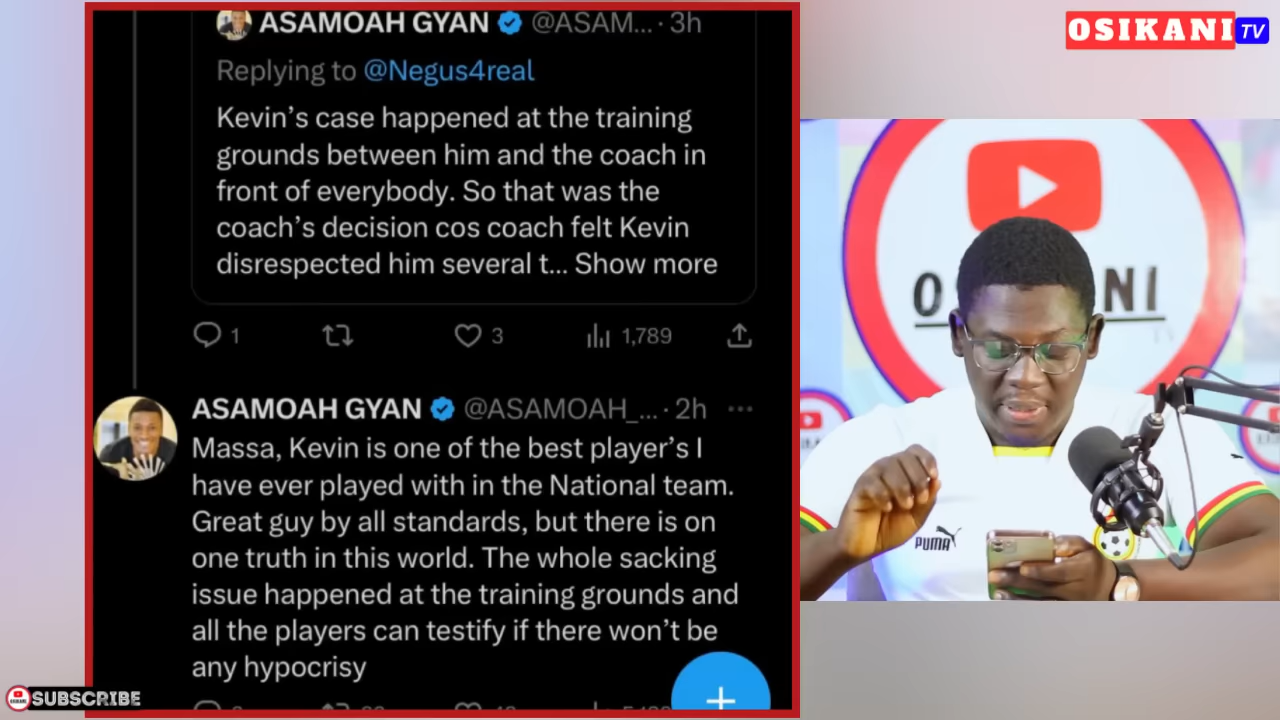 ASAMOAH GYAN @ASAM... · 3h
Replying to @Negus4real
Kevin’s case happened at the training
grounds between him and the coach in
front of everybody. So that was the
coach’s decision cos coach felt Kevin
disrespected him several t... Show more
1 3 1,789
ASAMOAH GYAN @ASAMOAH_... · 2h
Massa, Kevin is one of the best player’s I
have ever played with in the National team.
Great guy by all standards, but there is on
one truth in this world. The whole sacking
issue happened at the training grounds and
all the players can testify if there won’t be
any hypocrisy
SUBSCRIBE
OSIKANI TV
O NI
TV
PUMA